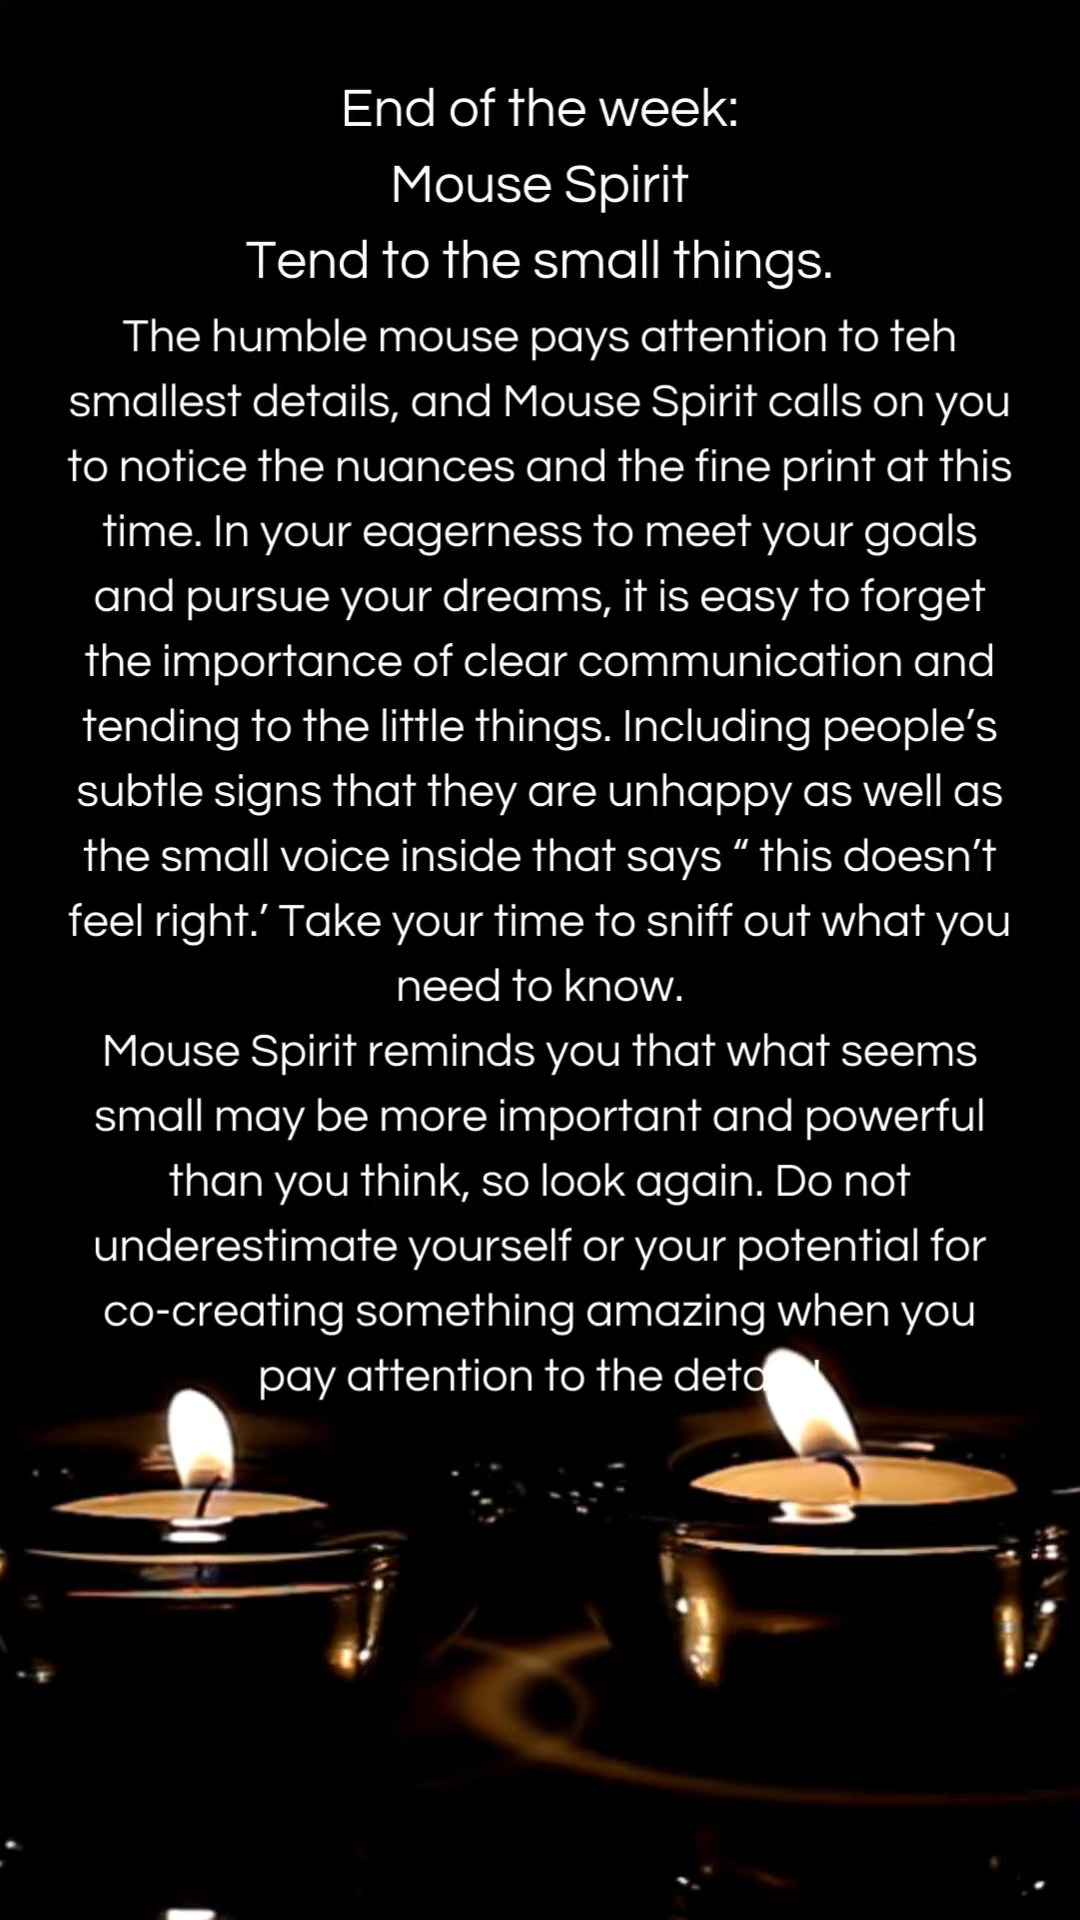 End of the week:
Mouse Spirit
Tend to the small things.
The humble mouse pays attention to teh
smallest details, and Mouse Spirit calls on you
to notice the nuances and the fine print at this
time. In your eagerness to meet your goals
and pursue your dreams, it is easy to forget
the importance of clear communication and
tending to the little things. Including people’s
subtle signs that they are unhappy as well as
the small voice inside that says “ this doesn’t
feel right.’ Take your time to sniff out what you
need to know.
Mouse Spirit reminds you that what seems
small may be more important and powerful
than you think, so look again. Do not
underestimate yourself or your potential for
co-creating something amazing when you
pay attention to the